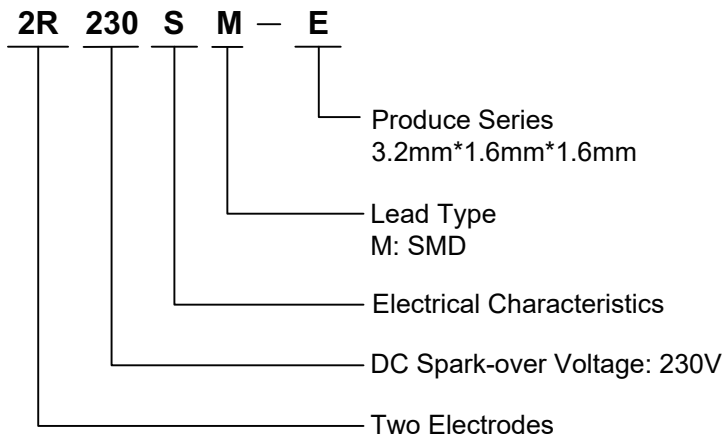 2R 230 S M — E
Produce Series
3.2mm*1.6mm*1.6mm
Lead Type
M: SMD
Electrical Characteristics
DC Spark-over Voltage: 230V
Two Electrodes